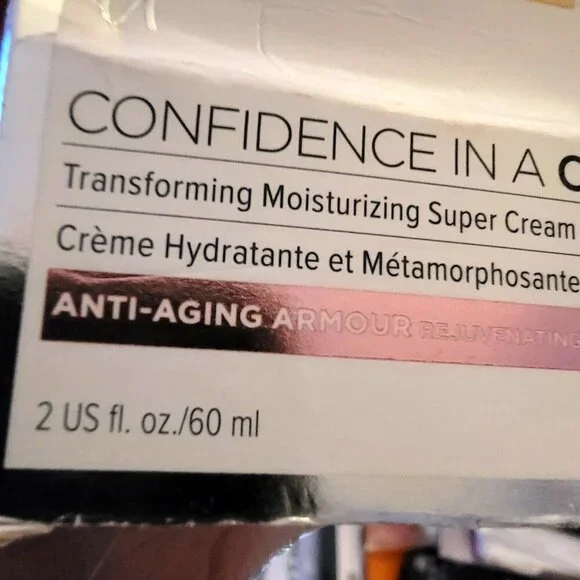 CONFIDENCE IN A C
Transforming Moisturizing Super Cream
Crème Hydratante et Métamorphosante
ANTI-AGING ARMOUR REJUVENATING
2 US fl. oz./60 ml